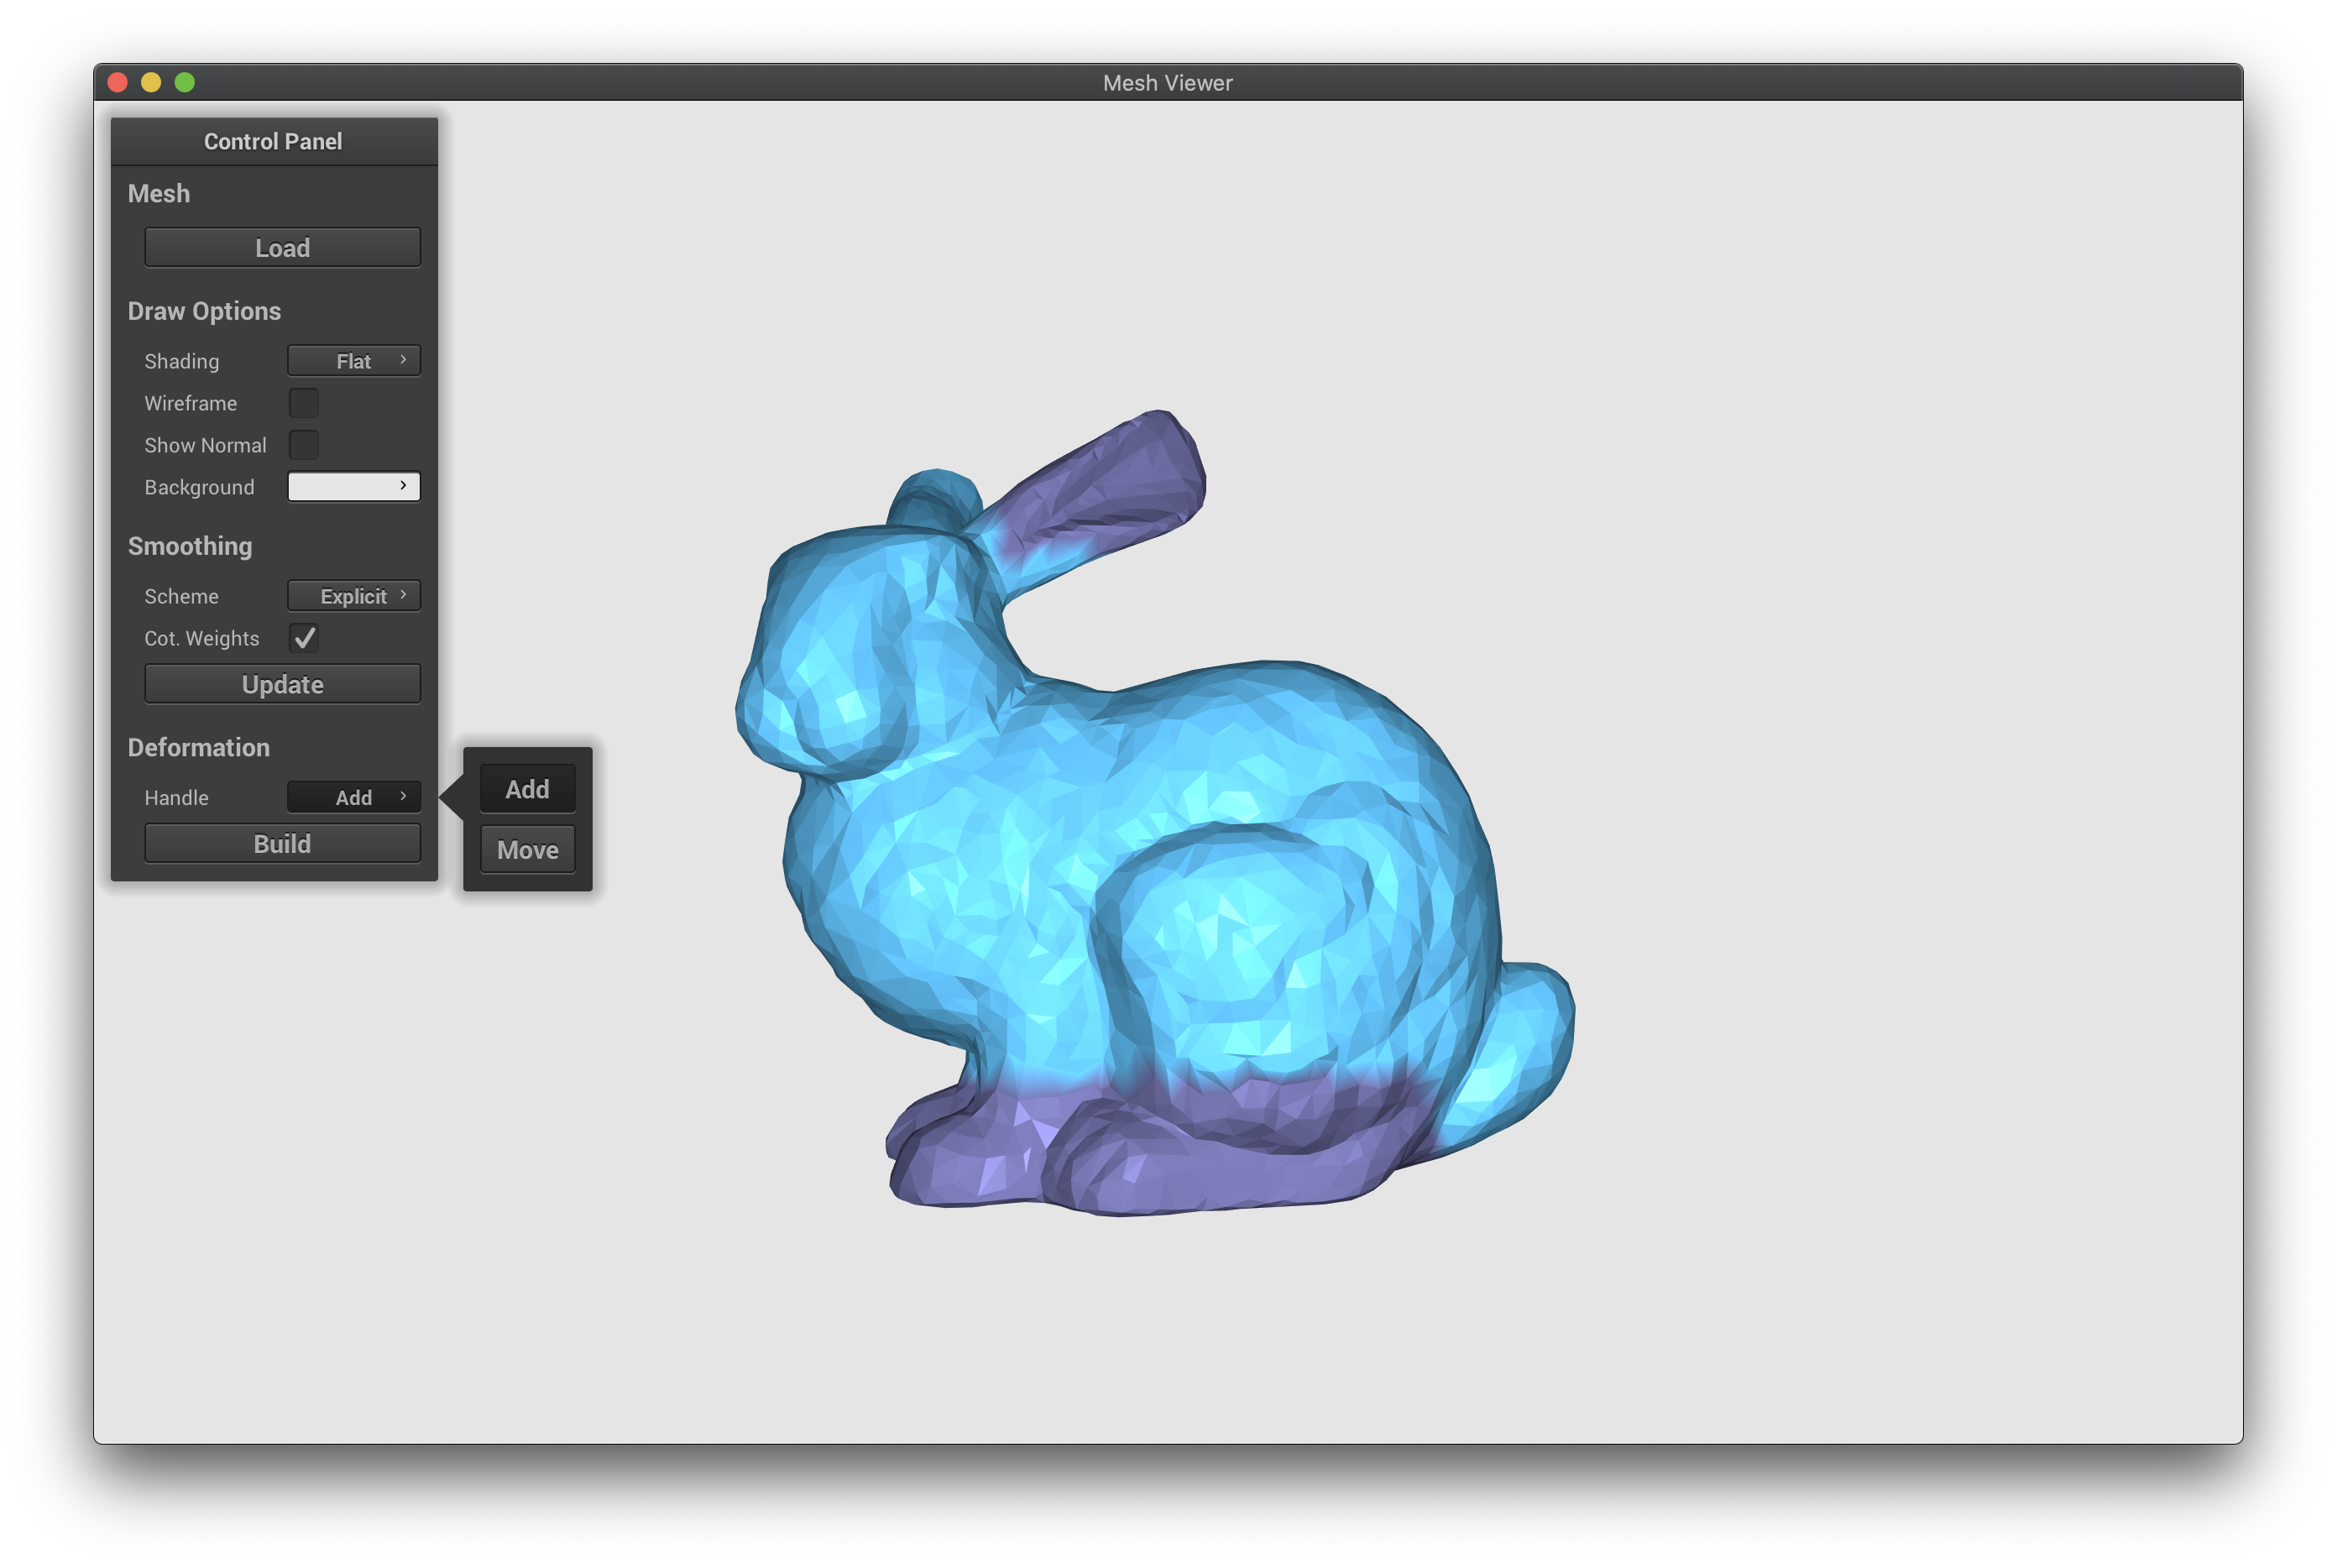 Mesh Viewer
Control Panel
Mesh
Load
Draw Options
Shading Flat
Wireframe
Show Normal
Background
Smoothing
Scheme Explicit
Cot. Weights
Update
Deformation
Handle Add
Build
Add
Move